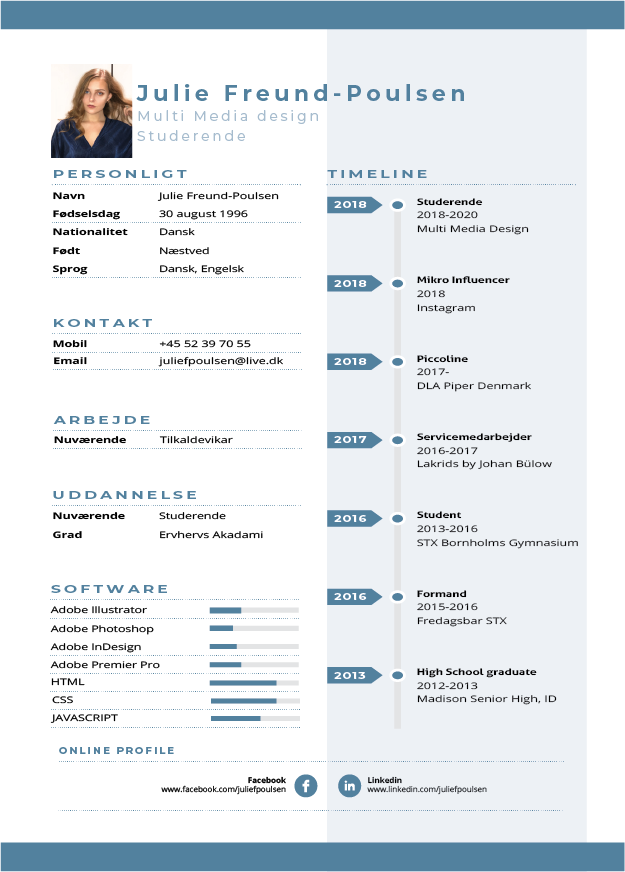 Julie Freund-Poulsen
Multi Media design
Studerende
PERSONLIGT
Navn Julie Freund-Poulsen
Fødselsdag 30 august 1996
Nationalitet Dansk
Født Næstved
Sprog Dansk, Engelsk
KONTAKT
Mobil +45 52 39 70 55
Email juliefpoulsen@live.dk
ARBEJDE
Nuværende Tilkaldevikar
UDDANNELSE
Nuværende Studerende
Grad Ervhervs Akadami
SOFTWARE
Adobe Illustrator
Adobe Photoshop
Adobe InDesign
Adobe Premier Pro
HTML
CSS
JAVASCRIPT
TIMELINE
2018 Studerende
2018-2020
Multi Media Design
2018 Mikro Influencer
2018
Instagram
2018 Piccoline
2017-
DLA Piper Denmark
2017 Servicemedarbejder
2016-2017
Lakrids by Johan Bülow
2016 Student
2013-2016
STX Bornholms Gymnasium
2016 Formand
2015-2016
Fredagsbar STX
2013 High School graduate
2012-2013
Madison Senior High, ID
ONLINE PROFILE
Facebook
www.facebook.com/juliefpoulsen
f
in
Linkedin
www.linkedin.com/juliefpoulsen